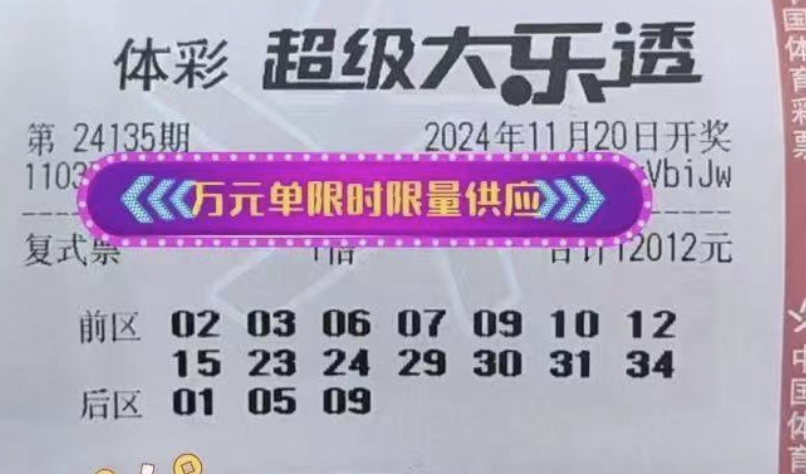 体彩 超级大乐透
第 24135期 2024年11月20日开奖
1103 VbiJw
万元单限时限量供应
复式票 1倍 合计12012元
前区 02 03 06 07 09 10 12
15 23 24 29 30 31 34
后区 01 05 09
国体育彩票
中国体育